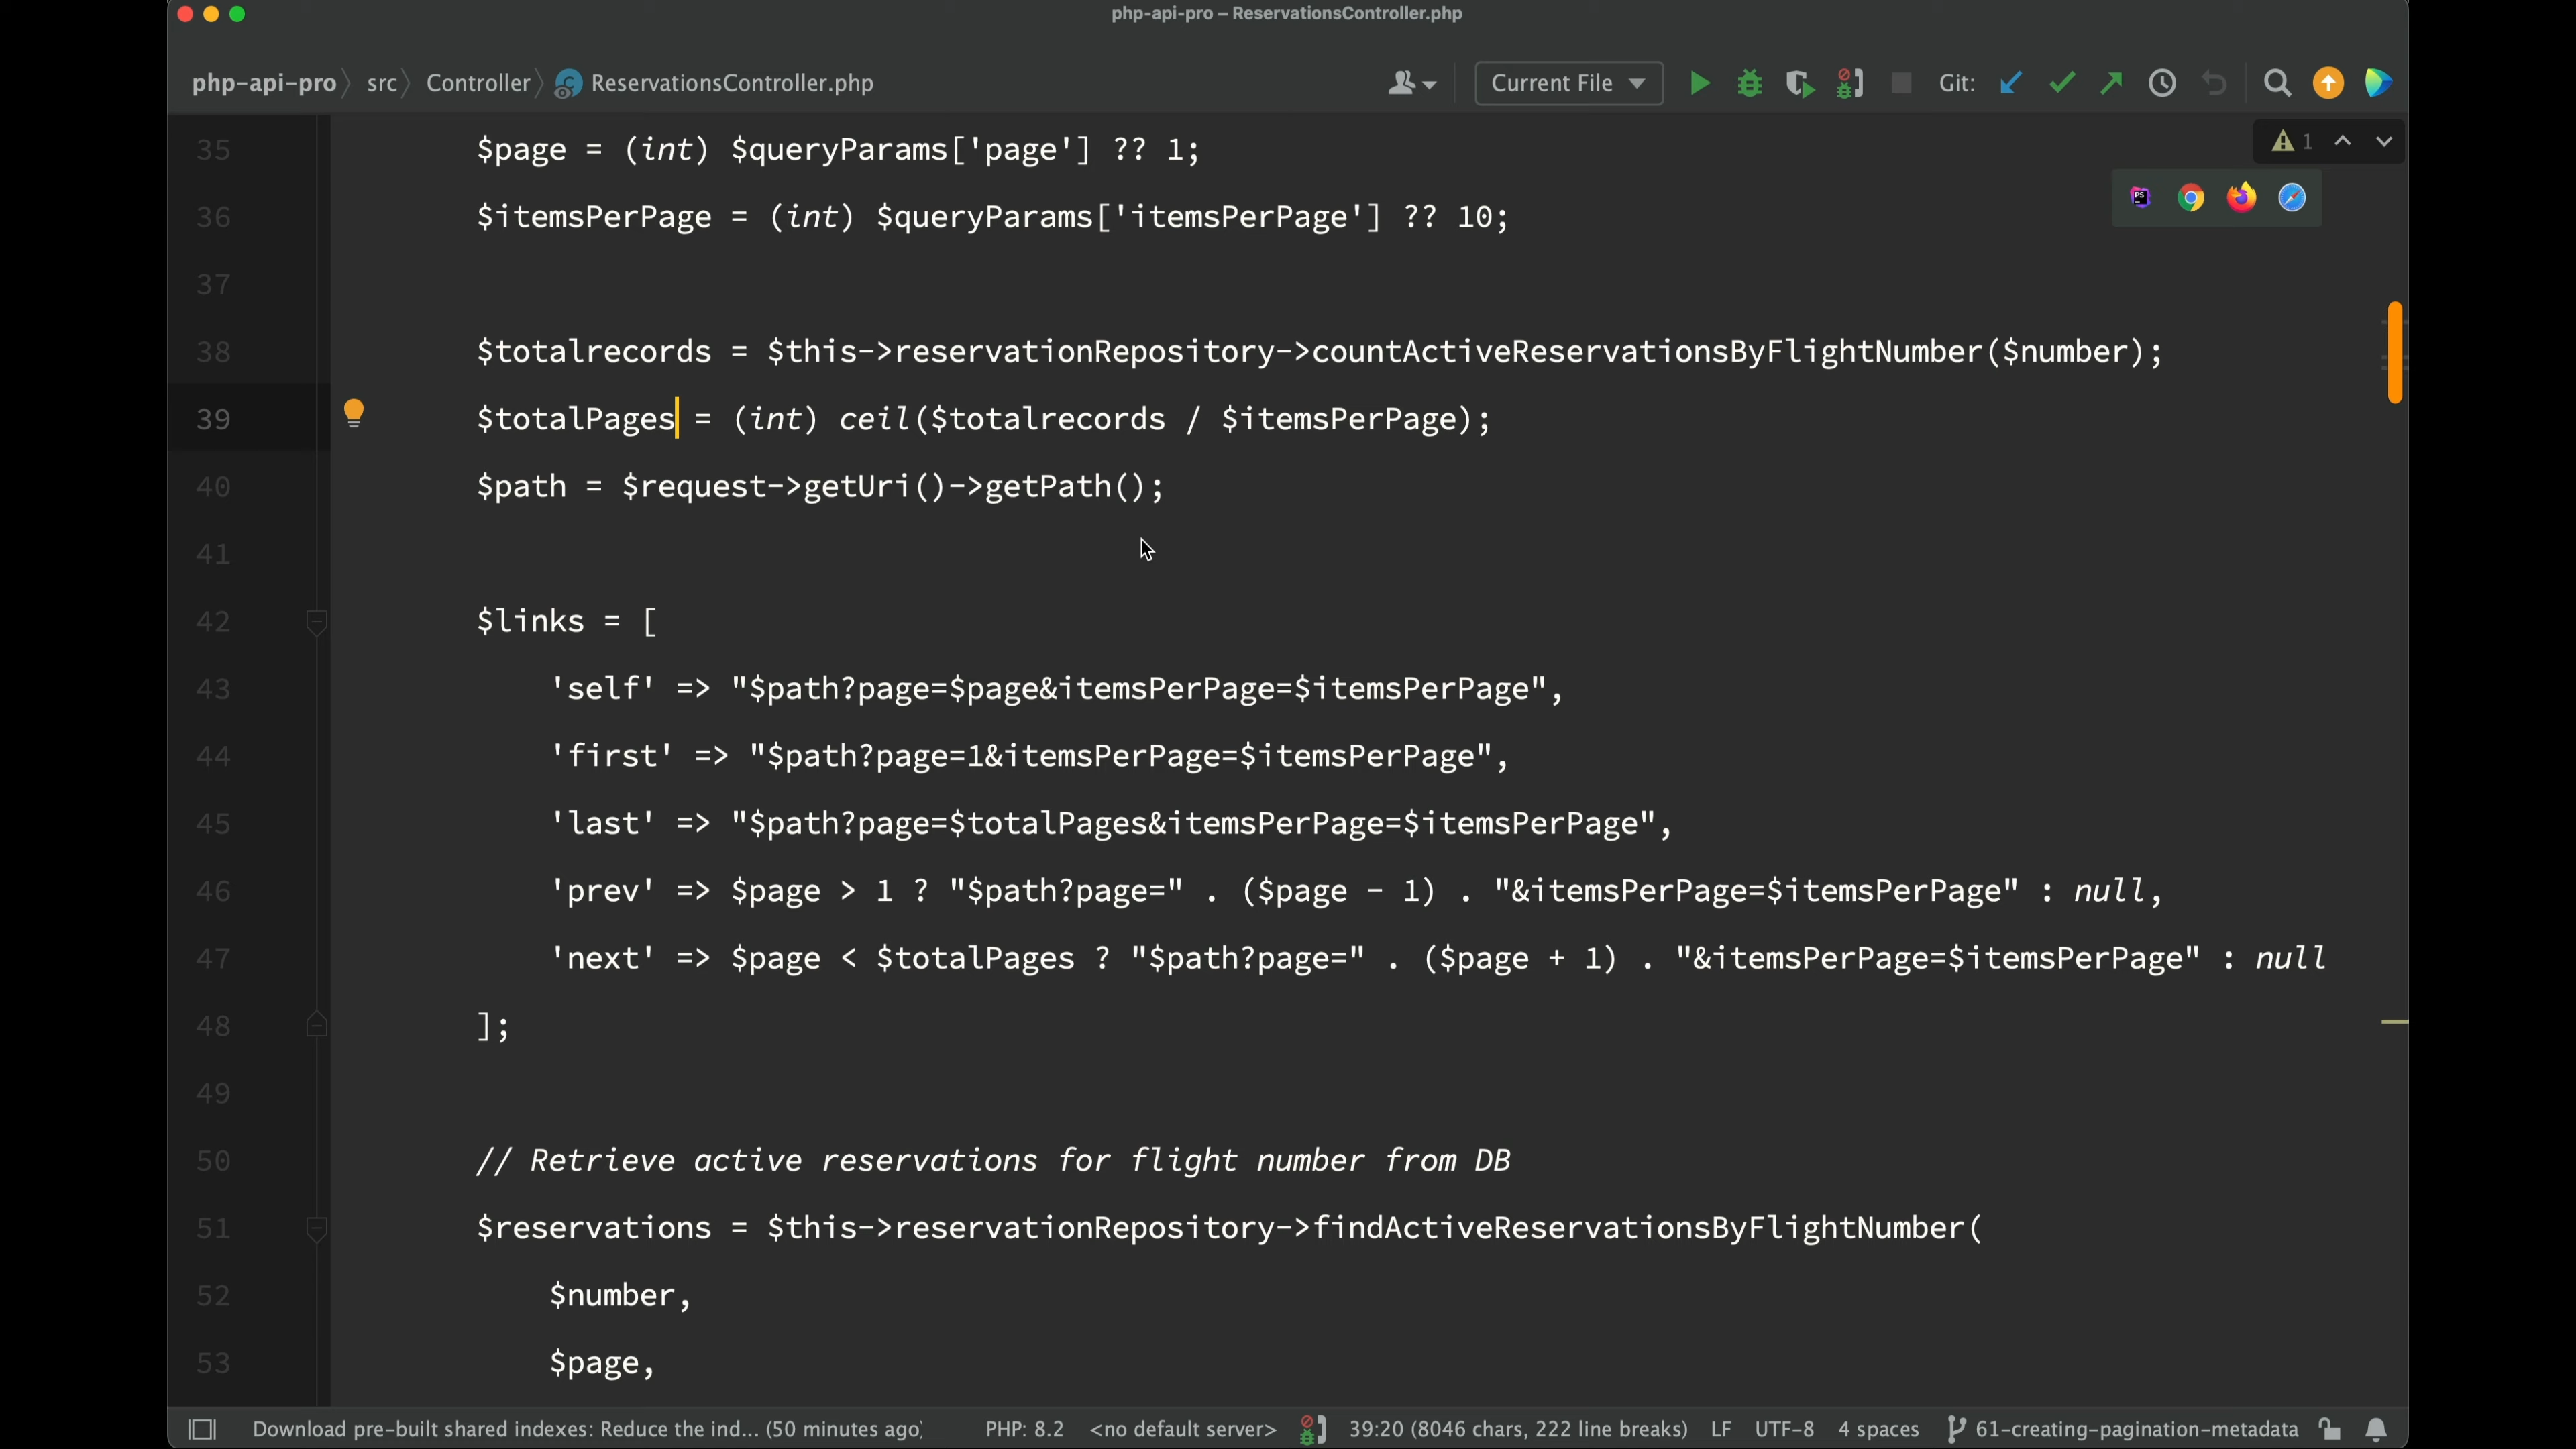 php-api-pro – ReservationsController.php
php-api-pro src Controller ReservationsController.php Current File Git:
35 $page = (int) $queryParams['page'] ?? 1; 1
36 $itemsPerPage = (int) $queryParams['itemsPerPage'] ?? 10;
37
38 $totalrecords = $this->reservationRepository->countActiveReservationsByFlightNumber($number);
39 $totalPages = (int) ceil($totalrecords / $itemsPerPage);
40 $path = $request->getUri()->getPath();
41
42 $links = [
43 'self' => "$path?page=$page&itemsPerPage=$itemsPerPage",
44 'first' => "$path?page=1&itemsPerPage=$itemsPerPage",
45 'last' => "$path?page=$totalPages&itemsPerPage=$itemsPerPage",
46 'prev' => $page > 1 ? "$path?page=" . ($page - 1) . "&itemsPerPage=$itemsPerPage" : null,
47 'next' => $page < $totalPages ? "$path?page=" . ($page + 1) . "&itemsPerPage=$itemsPerPage" : null
48 ];
49
50 // Retrieve active reservations for flight number from DB
51 $reservations = $this->reservationRepository->findActiveReservationsByFlightNumber(
52 $number,
53 $page,
Download pre-built shared indexes: Reduce the ind... (50 minutes ago) PHP: 8.2 <no default server> 39:20 (8046 chars, 222 line breaks) LF UTF-8 4 spaces 61-creating-pagination-metadata